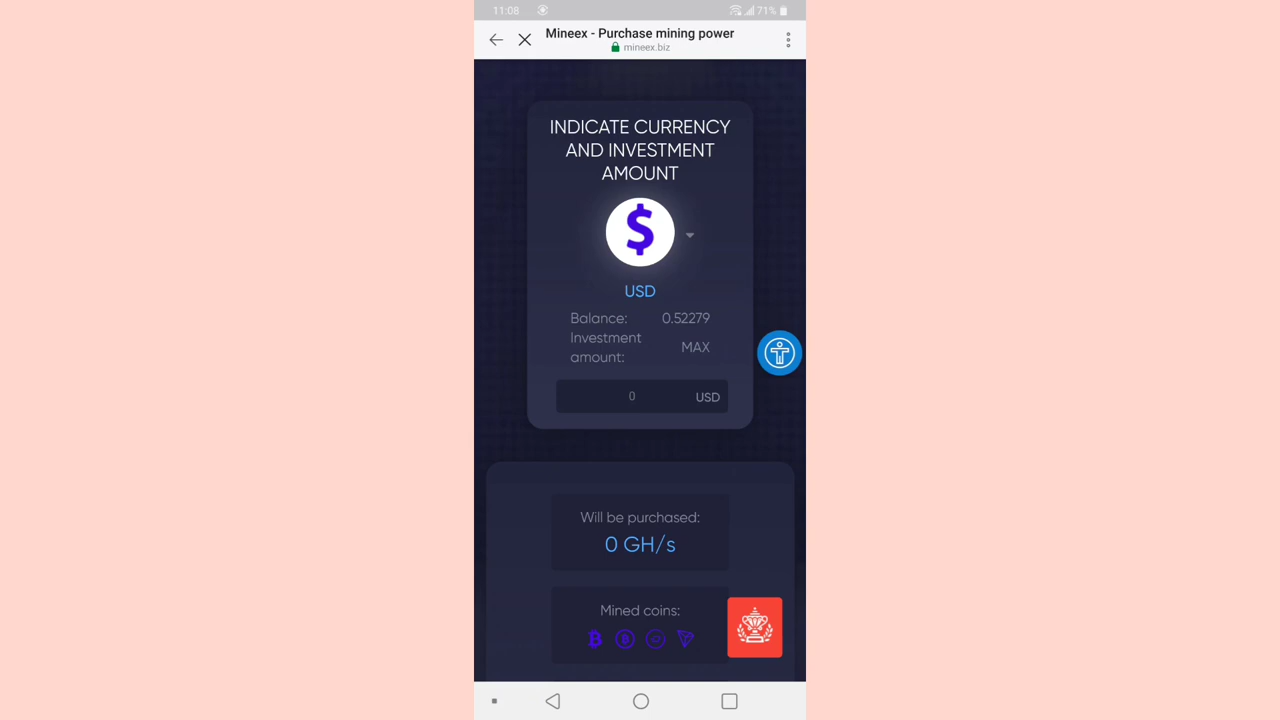 11:08
71%
Mineex - Purchase mining power
mineex.biz
INDICATE CURRENCY
AND INVESTMENT
AMOUNT
$
USD
Balance: 0.52279
Investment
amount: MAX
0 USD
Will be purchased:
0 GH/s
Mined coins: